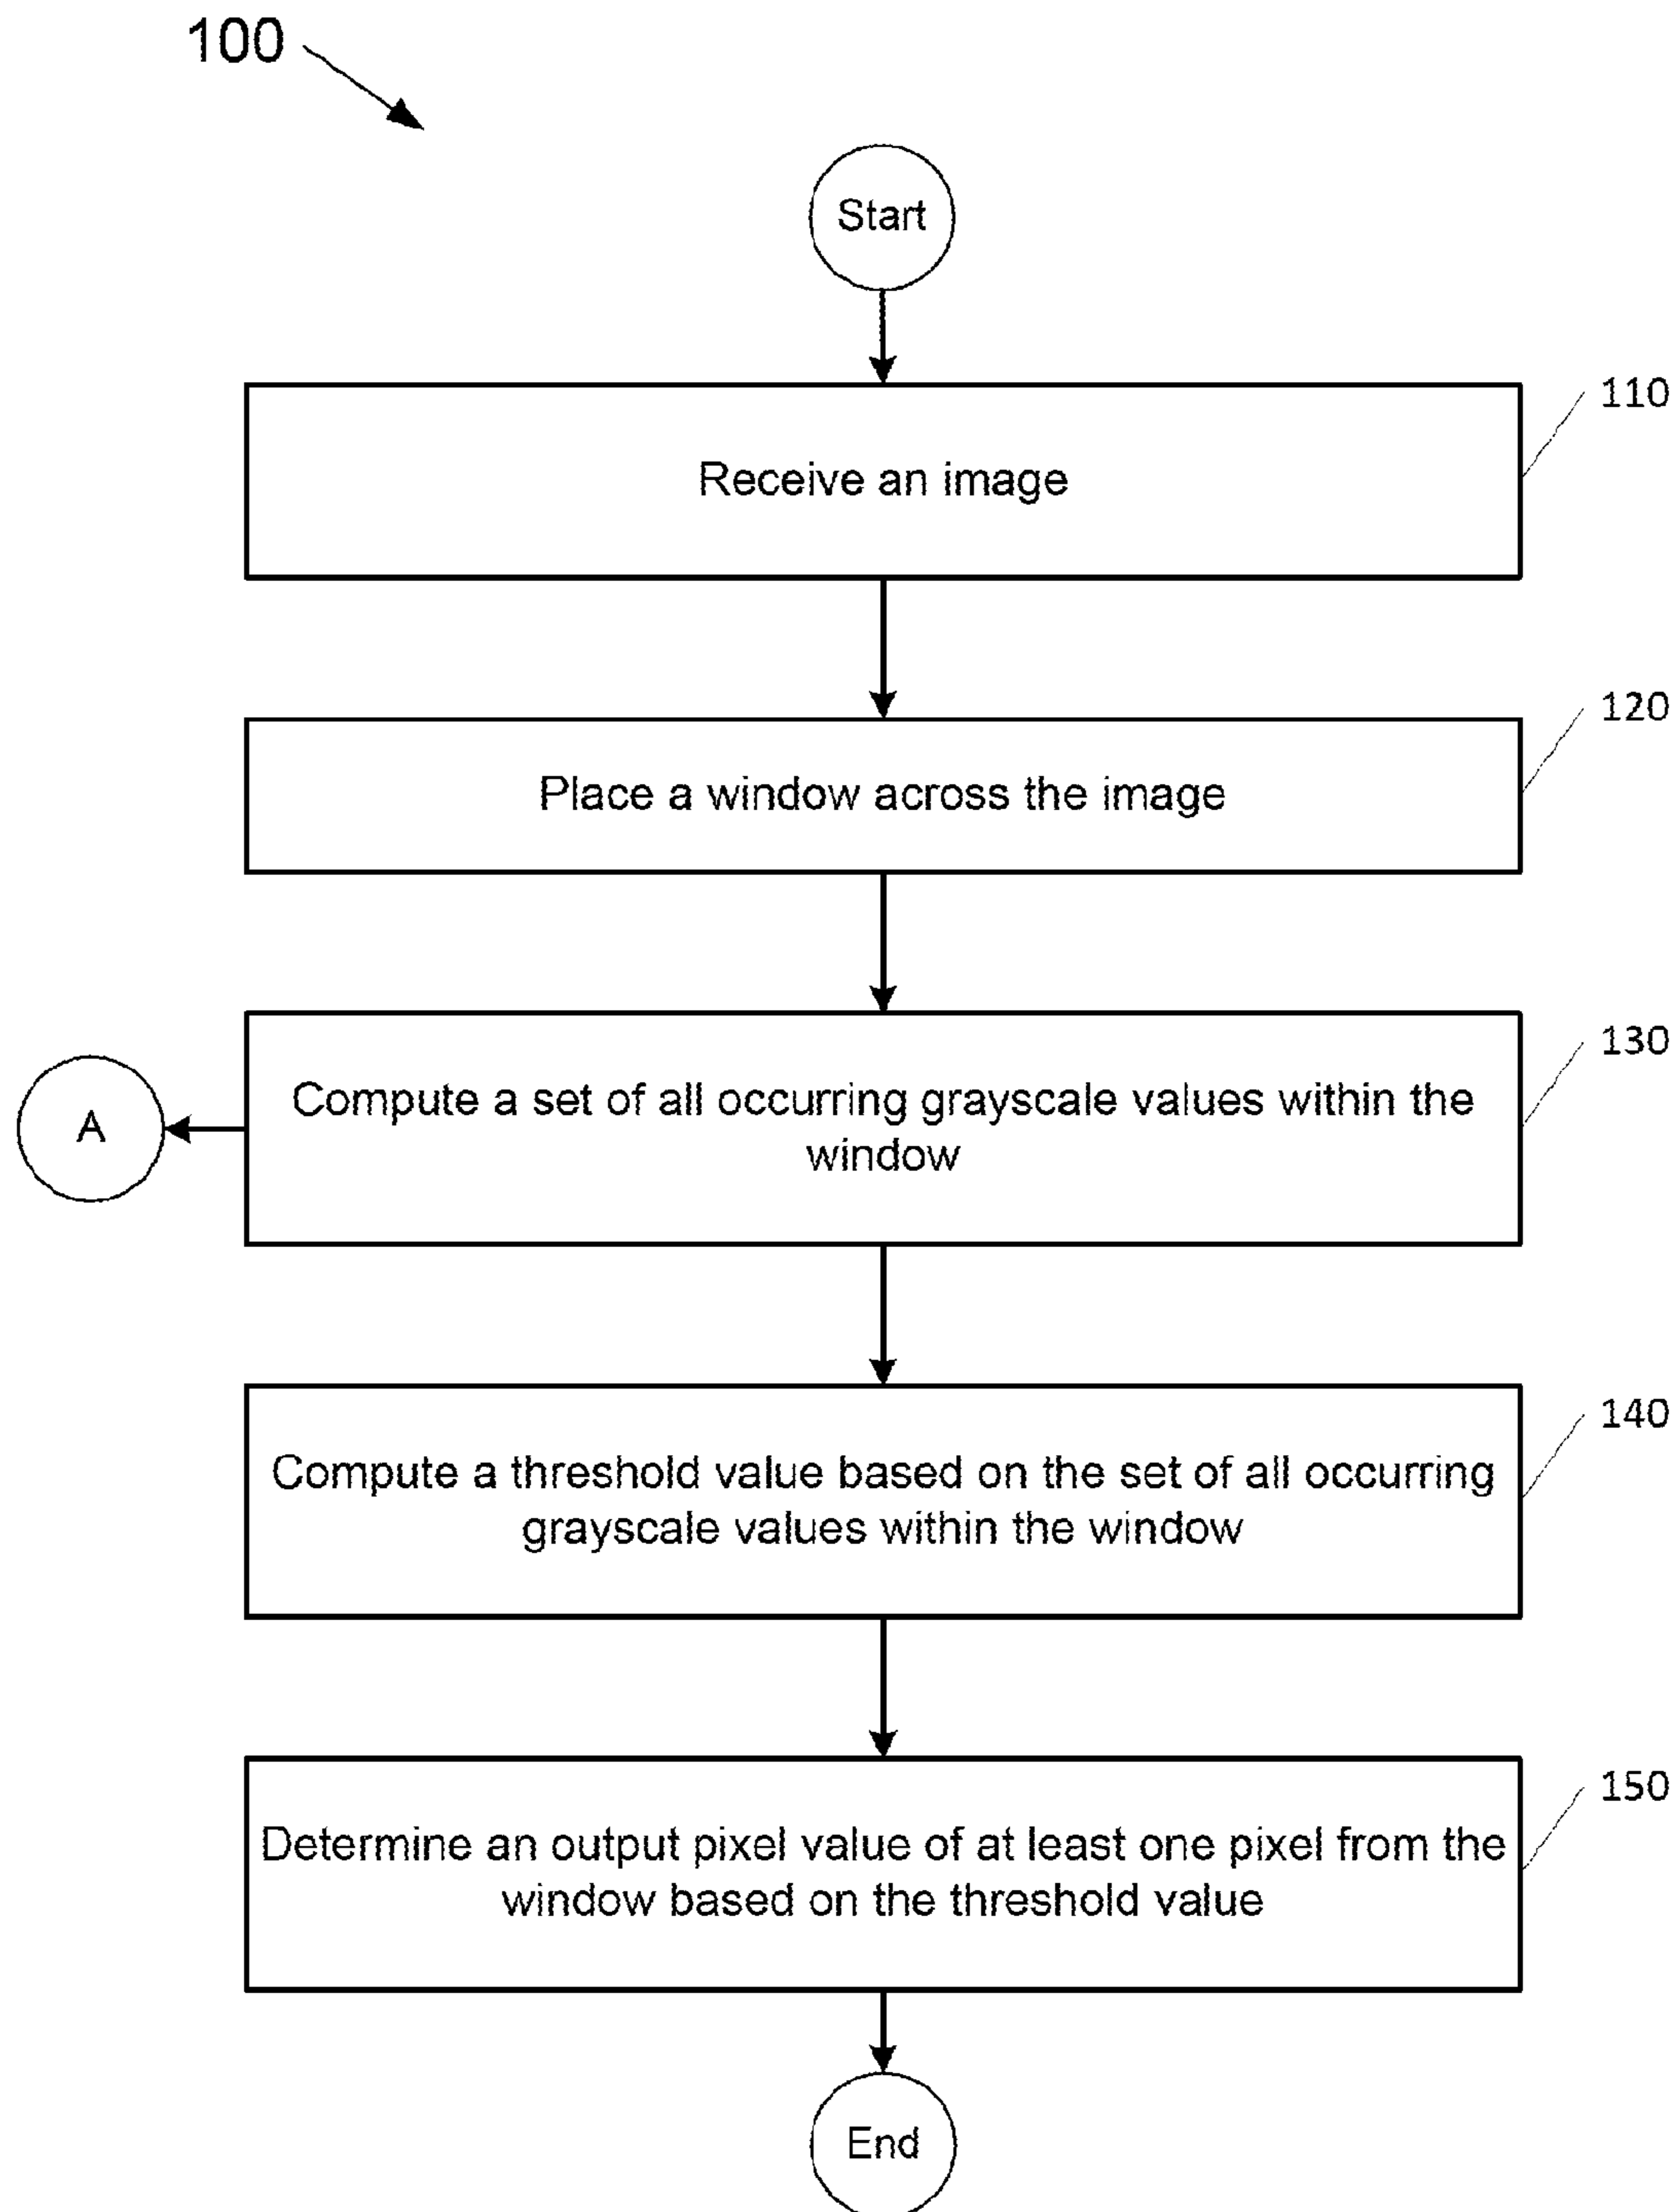 100
Start
110
Receive an image
120
Place a window across the image
130
Compute a set of all occurring grayscale values within the
window
A
140
Compute a threshold value based on the set of all occurring
grayscale values within the window
150
Determine an output pixel value of at least one pixel from the
window based on the threshold value
End